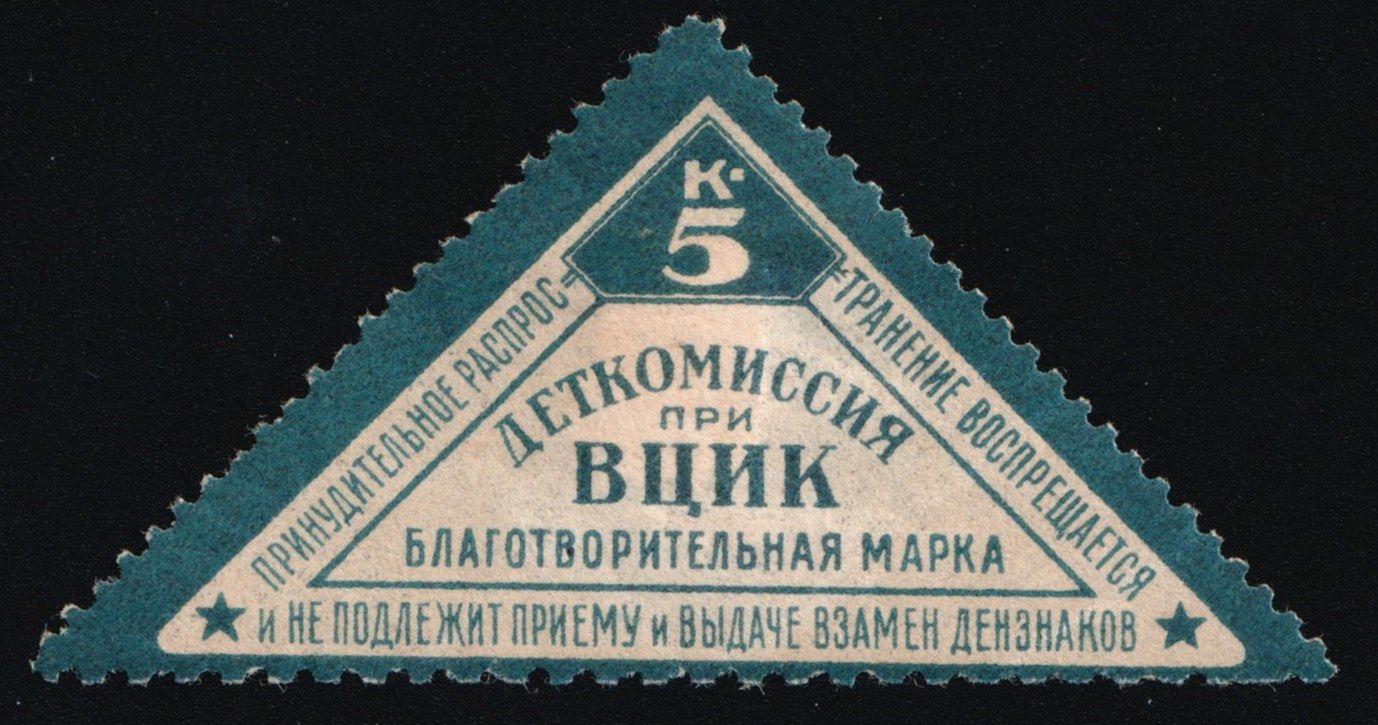 К.
5
ДЕТКОМИССИЯ
ПРИ
ВЦИК
БЛАГОТВОРИТЕЛЬНАЯ МАРКА
ПРИНУДИТЕЛЬНОЕ РАСПРОС=
=ТРАНЕНИЕ ВОСПРЕЩАЕТСЯ
И НЕ ПОДЛЕЖИТ ПРИЕМУ И ВЫДАЧЕ ВЗАМЕН ДЕНЗНАКОВ